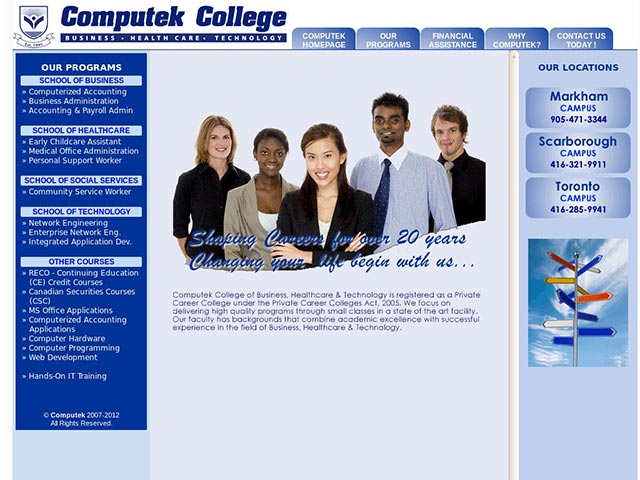 Computek College
BUSINESS • HEALTH CARE • TECHNOLOGY
Est. 1991
COMPUTEK
HOMEPAGE
OUR
PROGRAMS
FINANCIAL
ASSISTANCE
WHY
COMPUTEK?
CONTACT US
TODAY !
OUR PROGRAMS
SCHOOL OF BUSINESS
» Computerized Accounting
» Business Administration
» Accounting & Payroll Admin
SCHOOL OF HEALTHCARE
» Early Childcare Assistant
» Medical Office Administration
» Personal Support Worker
SCHOOL OF SOCIAL SERVICES
» Community Service Worker
SCHOOL OF TECHNOLOGY
» Network Engineering
» Enterprise Network Eng.
» Integrated Application Dev.
OTHER COURSES
» RECO - Continuing Education
(CE) Credit Courses
» Canadian Securities Courses
(CSC)
» MS Office Applications
» Computerized Accounting
Applications
» Computer Hardware
» Computer Programming
» Web Development
» Hands-On IT Training
© Computek 2007-2012
All Rights Reserved.
Shaping Careers for over 20 years
Changing your life begin with us...
Computek College of Business, Healthcare & Technology is registered as a Private
Career College under the Private Career Colleges Act, 2005. We focus on
delivering high quality programs through small classes in a state of the art facility.
Our faculty has backgrounds that combine academic excellence with successful
experience in the field of Business, Healthcare & Technology.
OUR LOCATIONS
Markham
CAMPUS
905-471-3344
Scarborough
CAMPUS
416-321-9911
Toronto
CAMPUS
416-285-9941